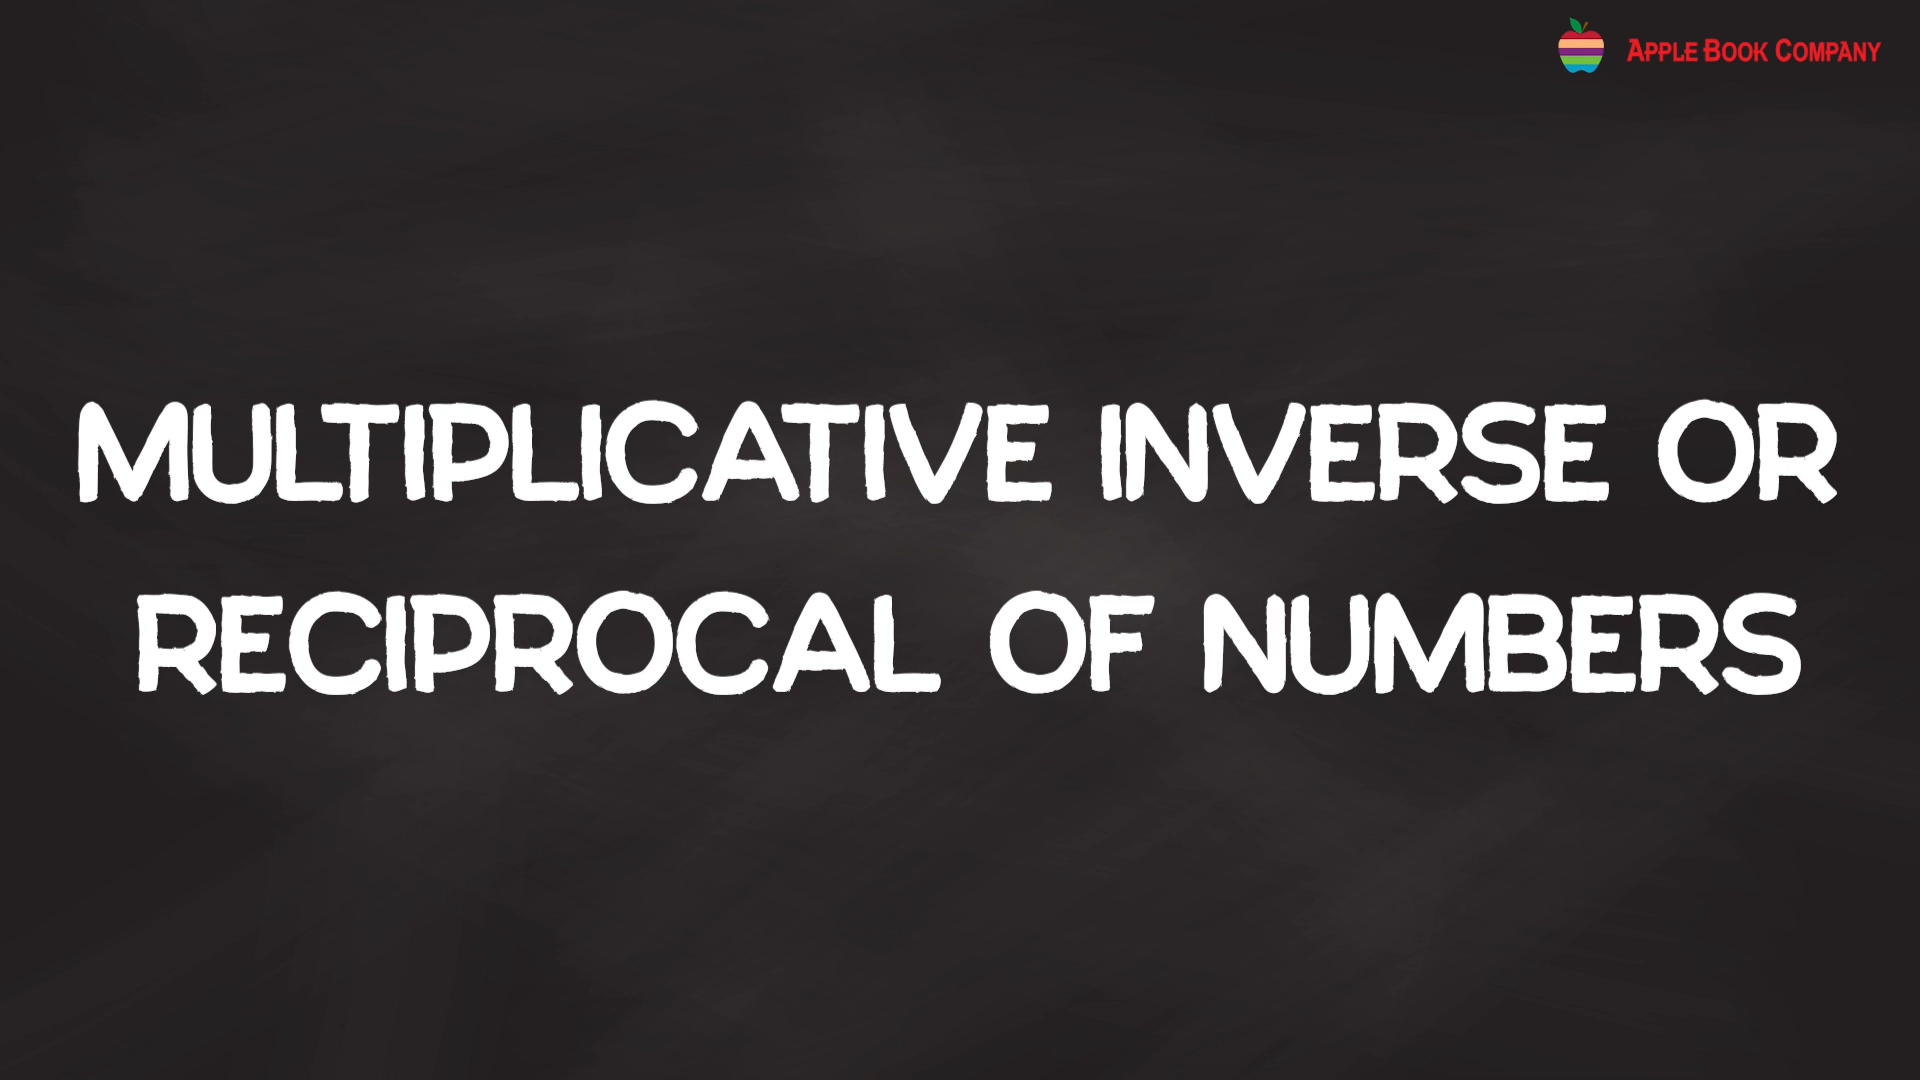 APPLE BOOK COMPANY
MULTIPLICATIVE INVERSE OR
RECIPROCAL OF NUMBERS